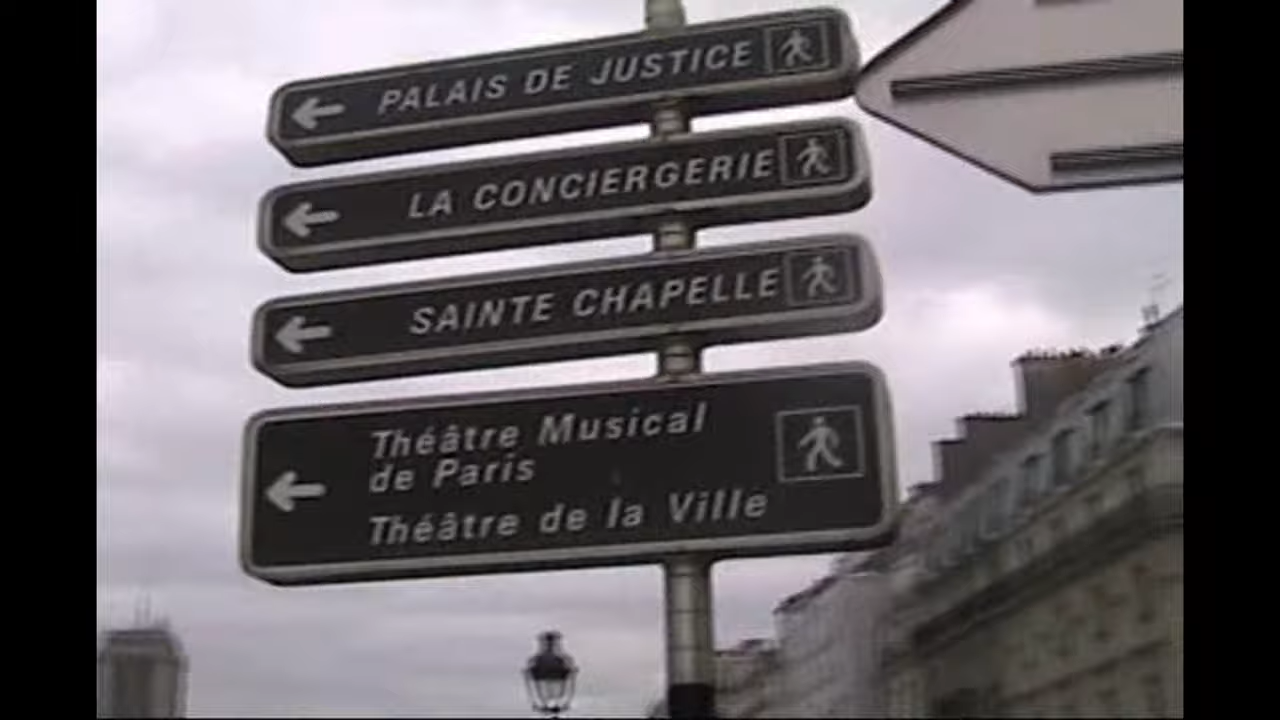 PALAIS DE JUSTICE
LA CONCIERGERIE
SAINTE CHAPELLE
Théâtre Musical
de Paris
Théâtre de la Ville